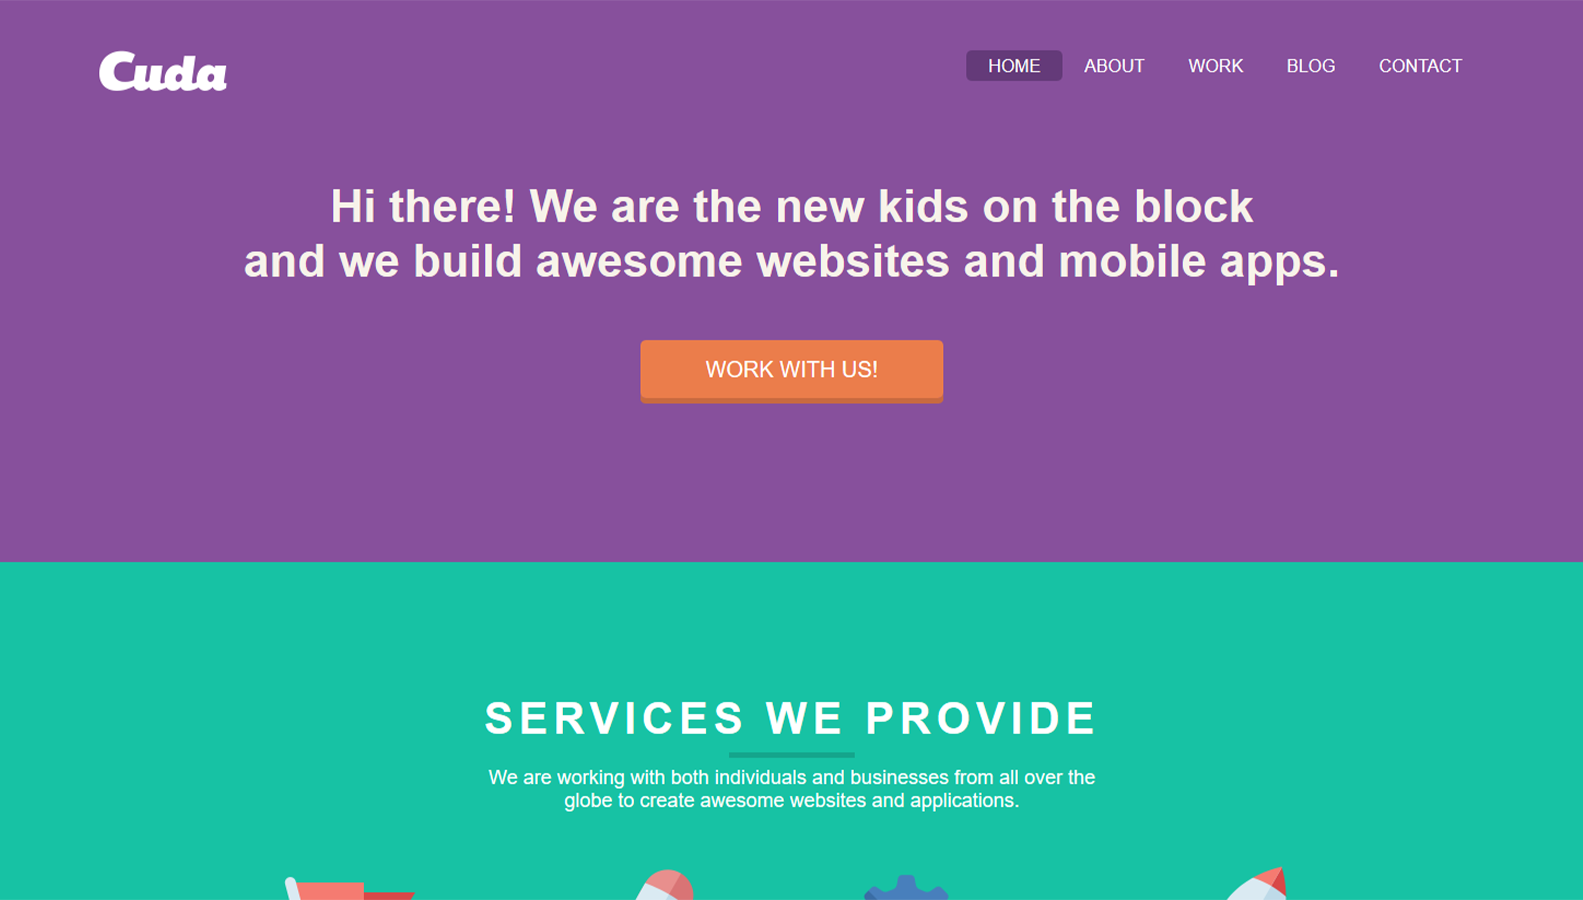 Cuda
HOME ABOUT WORK BLOG CONTACT
Hi there! We are the new kids on the block
and we build awesome websites and mobile apps.
WORK WITH US!
SERVICES WE PROVIDE
We are working with both individuals and businesses from all over the
globe to create awesome websites and applications.